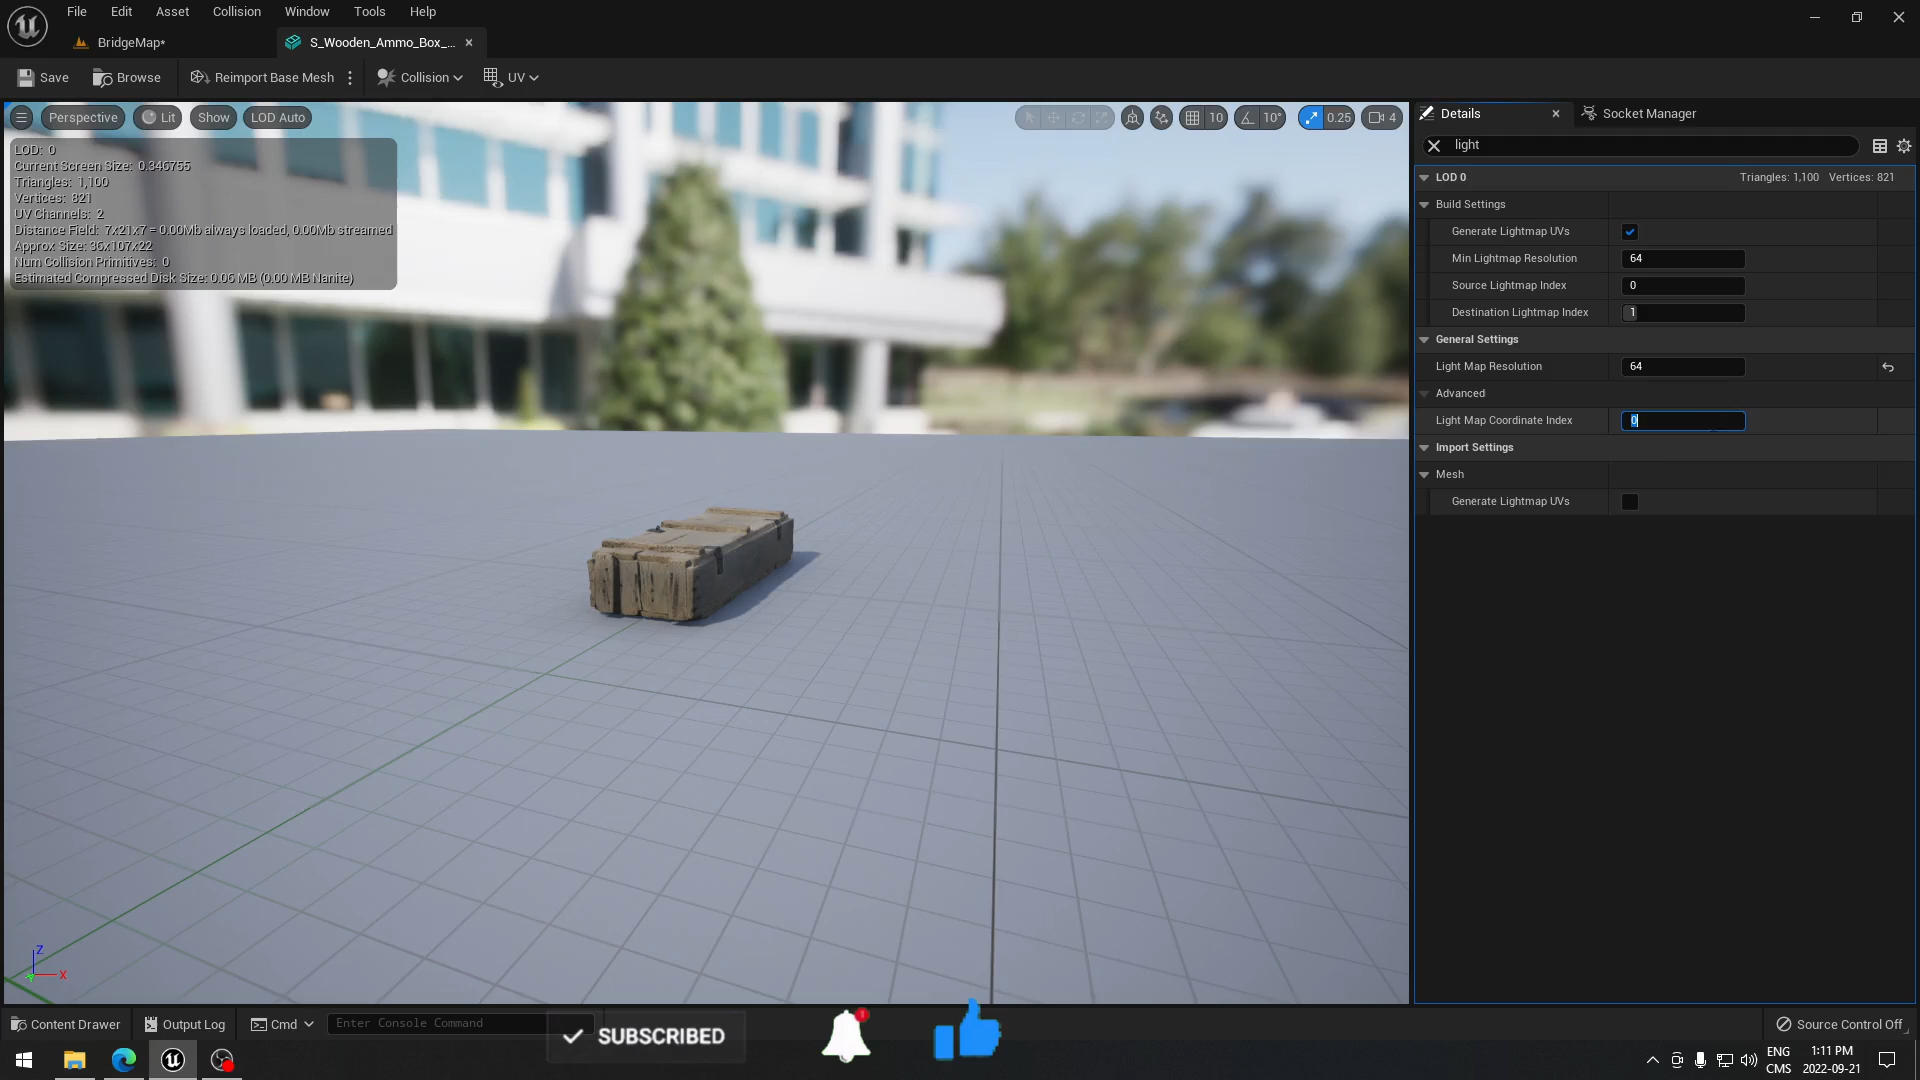 File Edit Asset Collision Window Tools Help
BridgeMap*
S_Wooden_Ammo_Box_...
Save
Browse
Reimport Base Mesh
Collision
UV
Perspective
Lit
Show
LOD Auto
10
10°
0.25
4
LOD: 0
Current Screen Size: 0.346755
Triangles: 1,100
Vertices: 821
UV Channels: 2
Distance Field: 7x21x7 = 0.00Mb always loaded, 0.00Mb streamed
Approx Size: 36x107x22
Num Collision Primitives: 0
Estimated Compressed Disk Size: 0.06 MB (0.00 MB Nanite)
Details
Socket Manager
light
LOD 0 Triangles: 1,100 Vertices: 821
Build Settings
Generate Lightmap UVs
Min Lightmap Resolution 64
Source Lightmap Index 0
Destination Lightmap Index 1
General Settings
Light Map Resolution 64
Advanced
Light Map Coordinate Index 0
Import Settings
Mesh
Generate Lightmap UVs
Z
X
Content Drawer
Output Log
Cmd
Enter Console Command
SUBSCRIBED
1
Source Control Off
ENG
CMS
1:11 PM
2022-09-21